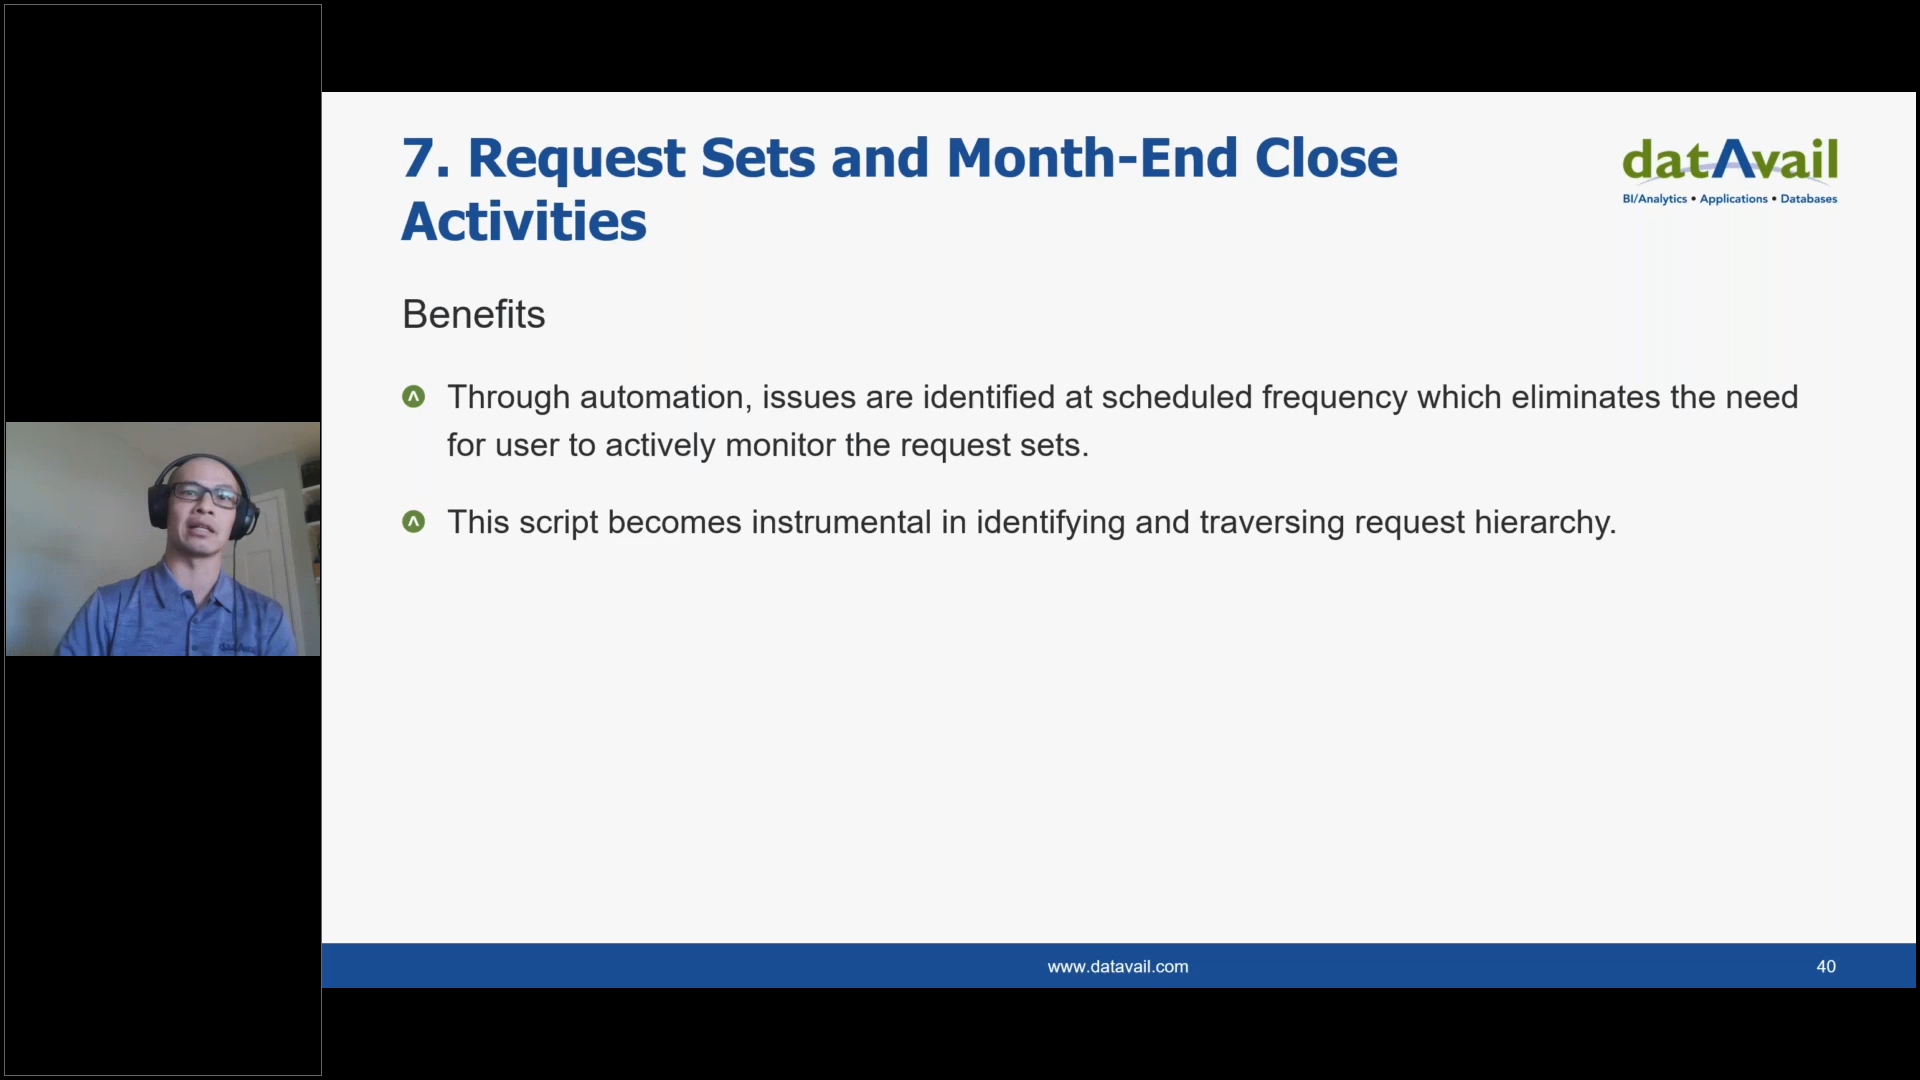 7. Request Sets and Month-End Close
Activities
datAvail
BI/Analytics • Applications • Databases
Benefits
Through automation, issues are identified at scheduled frequency which eliminates the need
for user to actively monitor the request sets.
This script becomes instrumental in identifying and traversing request hierarchy.
www.datavail.com
40